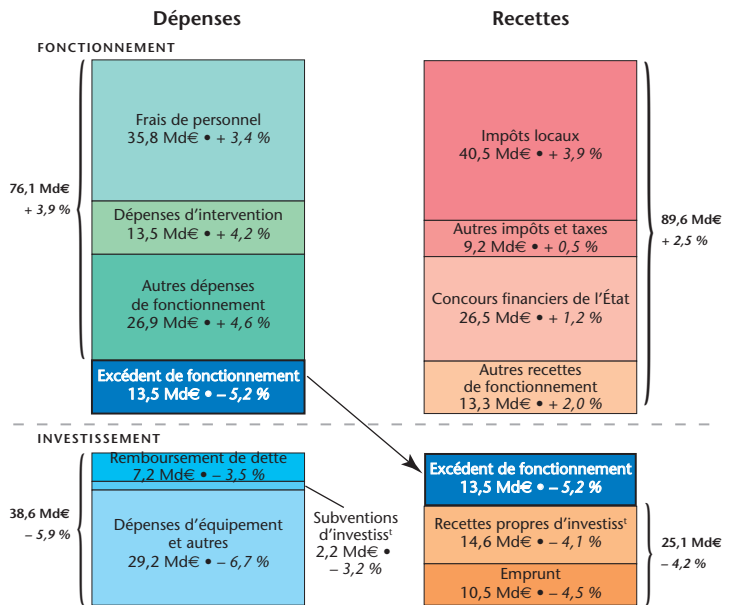 Dépenses
Recettes
FONCTIONNEMENT
Frais de personnel
35,8 Md€ • + 3,4 %
Dépenses d'intervention
13,5 Md€ • + 4,2 %
Autres dépenses
de fonctionnement
26,9 Md€ • + 4,6 %
Excédent de fonctionnement
13,5 Md€ • – 5,2 %
76,1 Md€
+ 3,9 %
Impôts locaux
40,5 Md€ • + 3,9 %
Autres impôts et taxes
9,2 Md€ • + 0,5 %
Concours financiers de l'État
26,5 Md€ • + 1,2 %
Autres recettes
de fonctionnement
13,3 Md€ • + 2,0 %
89,6 Md€
+ 2,5 %
INVESTISSEMENT
Remboursement de dette
7,2 Md€ • – 3,5 %
Dépenses d'équipement
et autres
29,2 Md€ • – 6,7 %
38,6 Md€
– 5,9 %
Subventions
d'investissᵗ
2,2 Md€ •
– 3,2 %
Excédent de fonctionnement
13,5 Md€ • – 5,2 %
Recettes propres d'investissᵗ
14,6 Md€ • – 4,1 %
Emprunt
10,5 Md€ • – 4,5 %
25,1 Md€
– 4,2 %